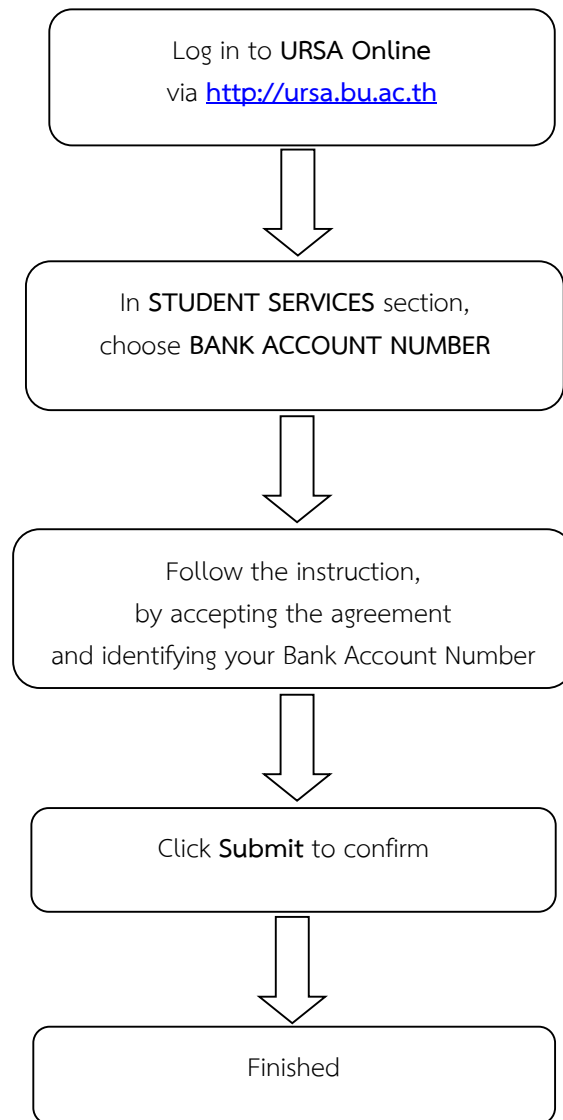 Log in to URSA Online
via http://ursa.bu.ac.th
In STUDENT SERVICES section,
choose BANK ACCOUNT NUMBER
Follow the instruction,
by accepting the agreement
and identifying your Bank Account Number
Click Submit to confirm
Finished